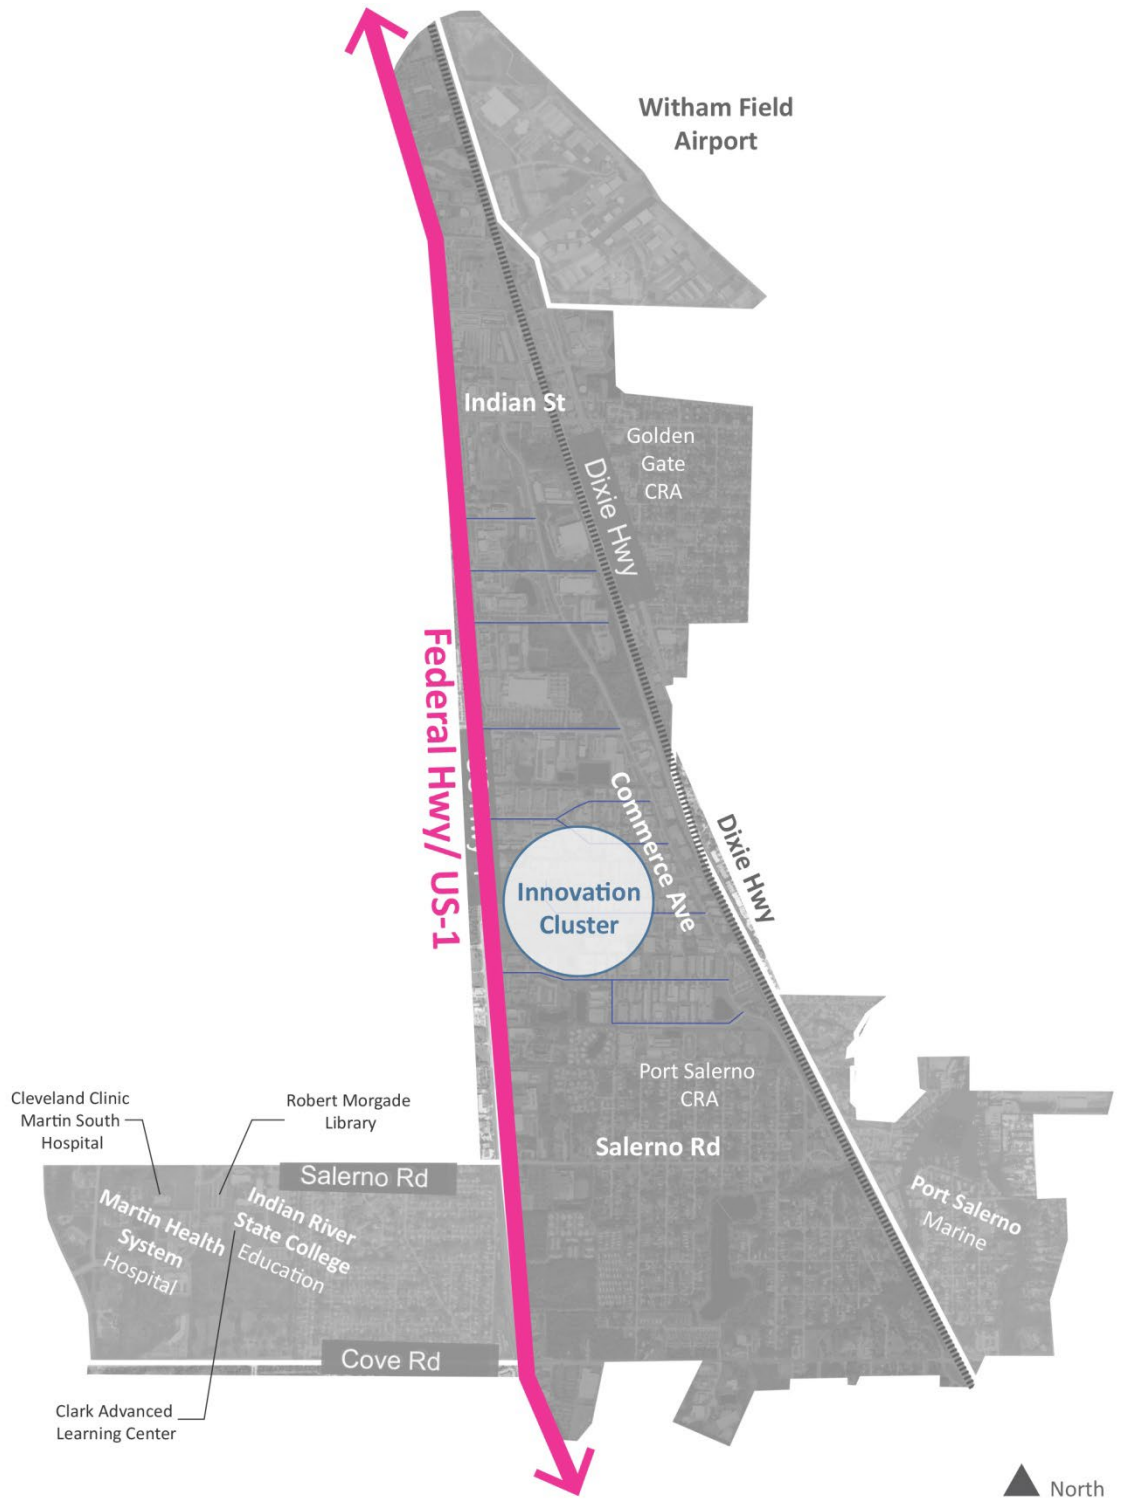 Witham Field
Airport
Indian St
Golden
Gate
CRA
Dixie Hwy
Federal Hwy/ US-1
Commerce Ave
Dixie Hwy
Innovation
Cluster
Port Salerno
CRA
Salerno Rd
Cleveland Clinic
Martin South
Hospital
Robert Morgade
Library
Salerno Rd
Martin Health
System
Hospital
Indian River
State College
Education
Port Salerno
Marine
Cove Rd
Clark Advanced
Learning Center
North